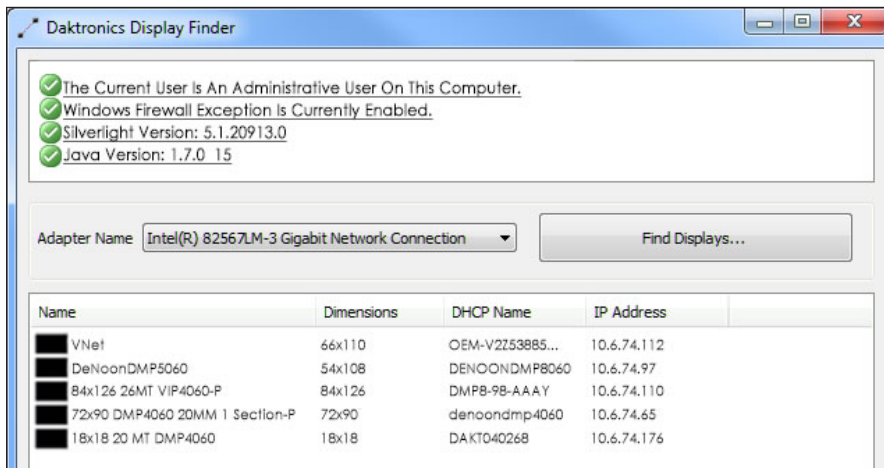 Daktronics Display Finder
The Current User Is An Administrative User On This Computer.
Windows Firewall Exception Is Currently Enabled.
Silverlight Version: 5.1.20913.0
Java Version: 1.7.0_15
Adapter Name Intel(R) 82567LM-3 Gigabit Network Connection Find Displays...
Name Dimensions DHCP Name IP Address
VNet 66x110 OEM-V2Z53885... 10.6.74.112
DeNoonDMP5060 54x108 DENOONDMP8060 10.6.74.97
84x126 26MT VIP4060-P 84x126 DMP8-98-AAAY 10.6.74.110
72x90 DMP4060 20MM 1 Section-P 72x90 denoondmp4060 10.6.74.65
18x18 20 MT DMP4060 18x18 DAKT040268 10.6.74.176